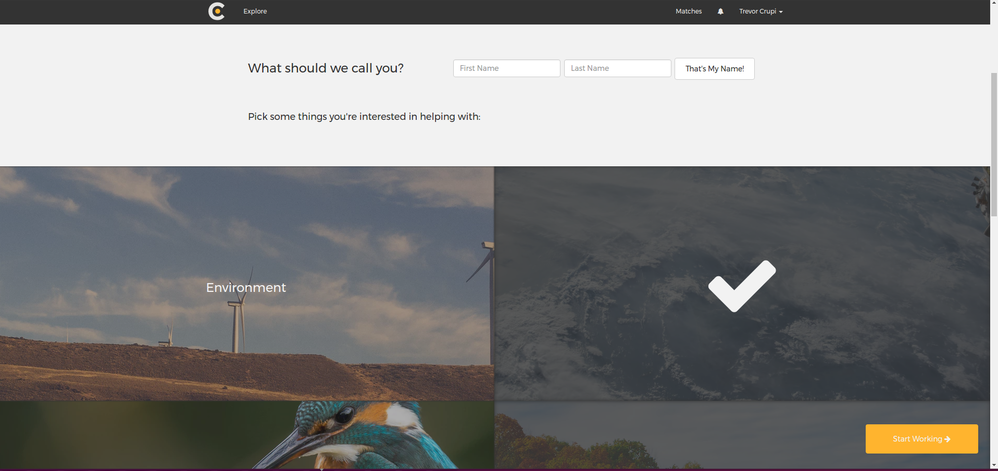 Explore
Matches
Trevor Crupi
What should we call you?
First Name
Last Name
That's My Name!
Pick some things you're interested in helping with:
Environment
Start Working